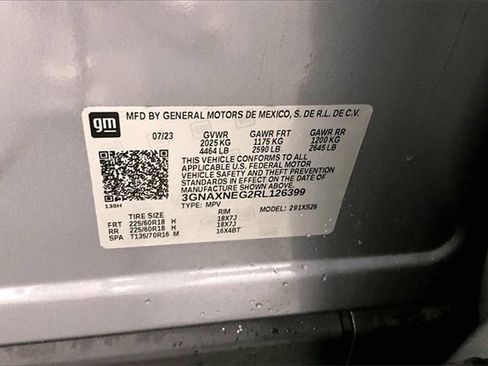 gm
MFD BY GENERAL MOTORS DE MEXICO, S. DE R.L. DE C.V.
07/23 GVWR GAWR FRT GAWR RR
2025 KG 1175 KG 1200 KG
4464 LB 2590 LB 2645 LB
THIS VEHICLE CONFORMS TO ALL
APPLICABLE U.S. FEDERAL MOTOR
VEHICLE SAFETY AND THEFT PREVENTION
STANDARDS IN EFFECT ON THE DATE OF
MANUFACTURE SHOWN ABOVE.
3GNAXNEG2RL126399
TYPE: MPV MODEL: 291XS26
130H
TIRE SIZE RIM
FRT 225/60R18 H 18X7J
RR 225/60R18 H 18X7J
SPA T135/70R16 M 16X4BT